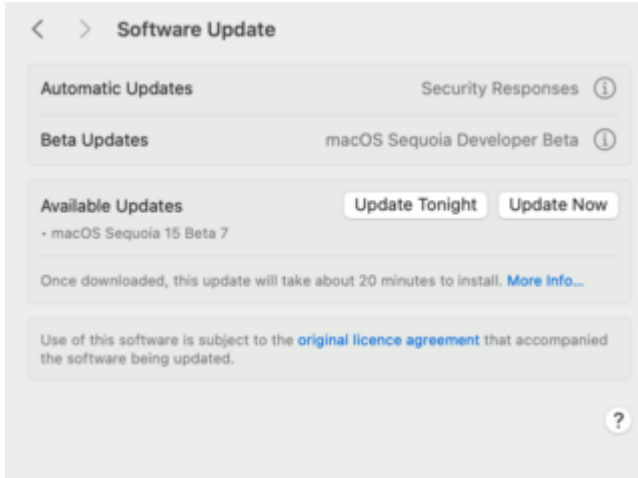 Software Update
Automatic Updates Security Responses
Beta Updates macOS Sequoia Developer Beta
Available Updates Update Tonight Update Now
• macOS Sequoia 15 Beta 7
Once downloaded, this update will take about 20 minutes to install. More Info...
Use of this software is subject to the original licence agreement that accompanied
the software being updated.
?